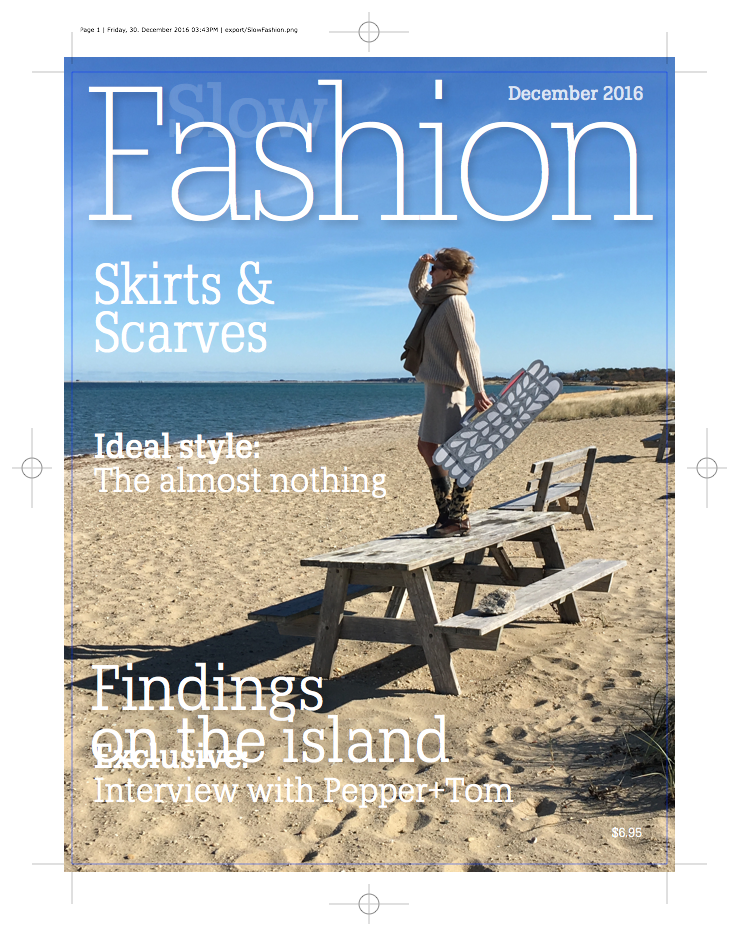 Page 1 | Friday, 30. December 2016 03:43PM | export/SlowFashion.png
December 2016
Slow
Fashion
Skirts &
Scarves
Ideal style:
The almost nothing
Findings
on the island
Exclusive:
Interview with Pepper+Tom
$6.95